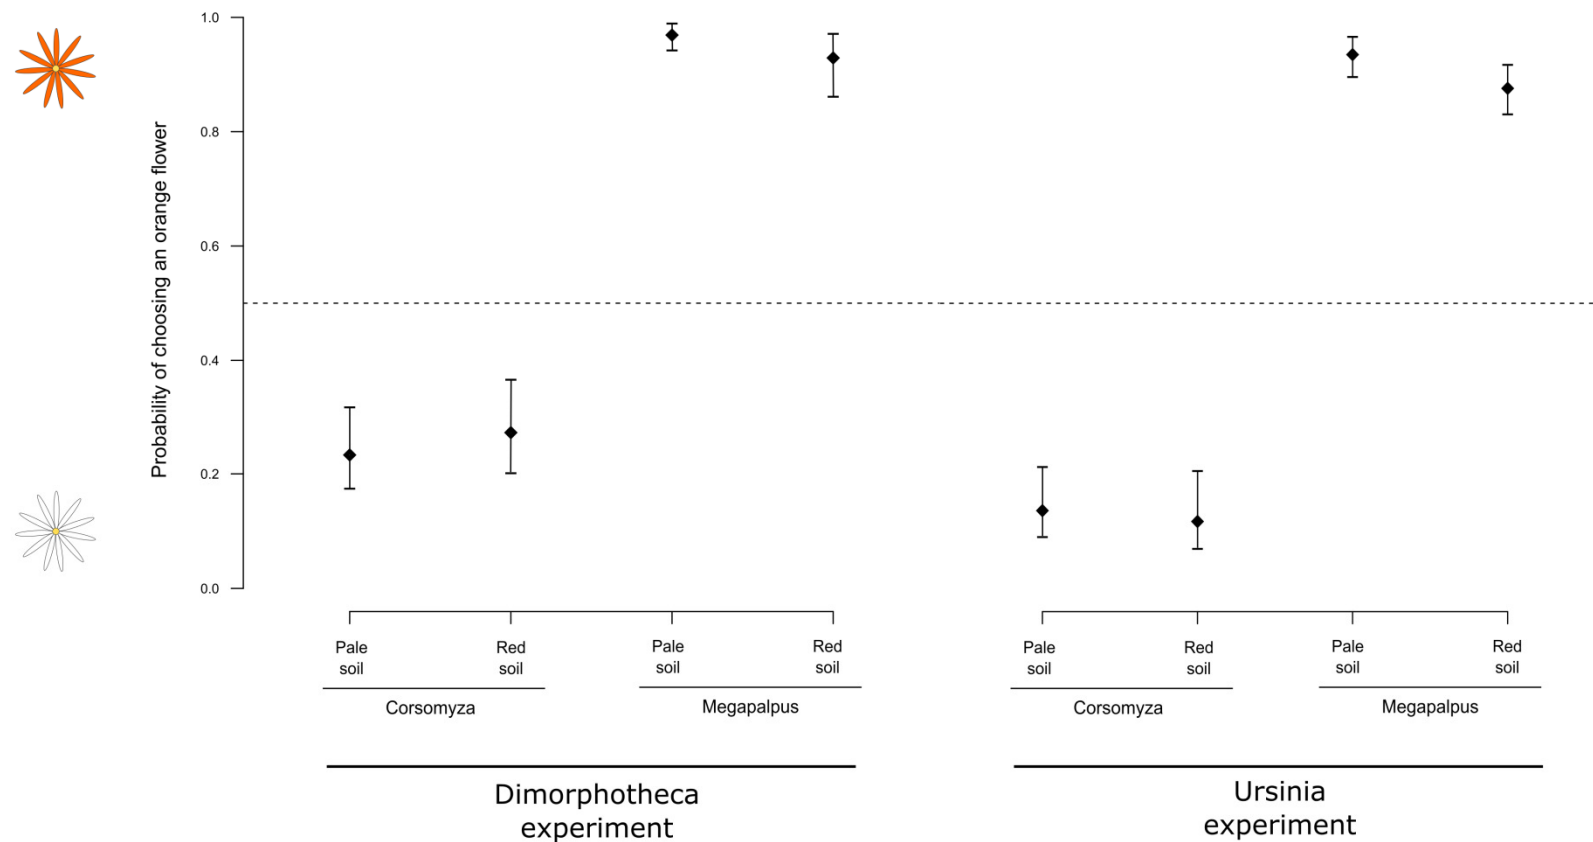 Probability of choosing an orange flower
1.0
0.8
0.6
0.4
0.2
0.0
Pale
soil
Red
soil
Pale
soil
Red
soil
Corsomyza
Megapalpus
Dimorphotheca
experiment
Pale
soil
Red
soil
Pale
soil
Red
soil
Corsomyza
Megapalpus
Ursinia
experiment